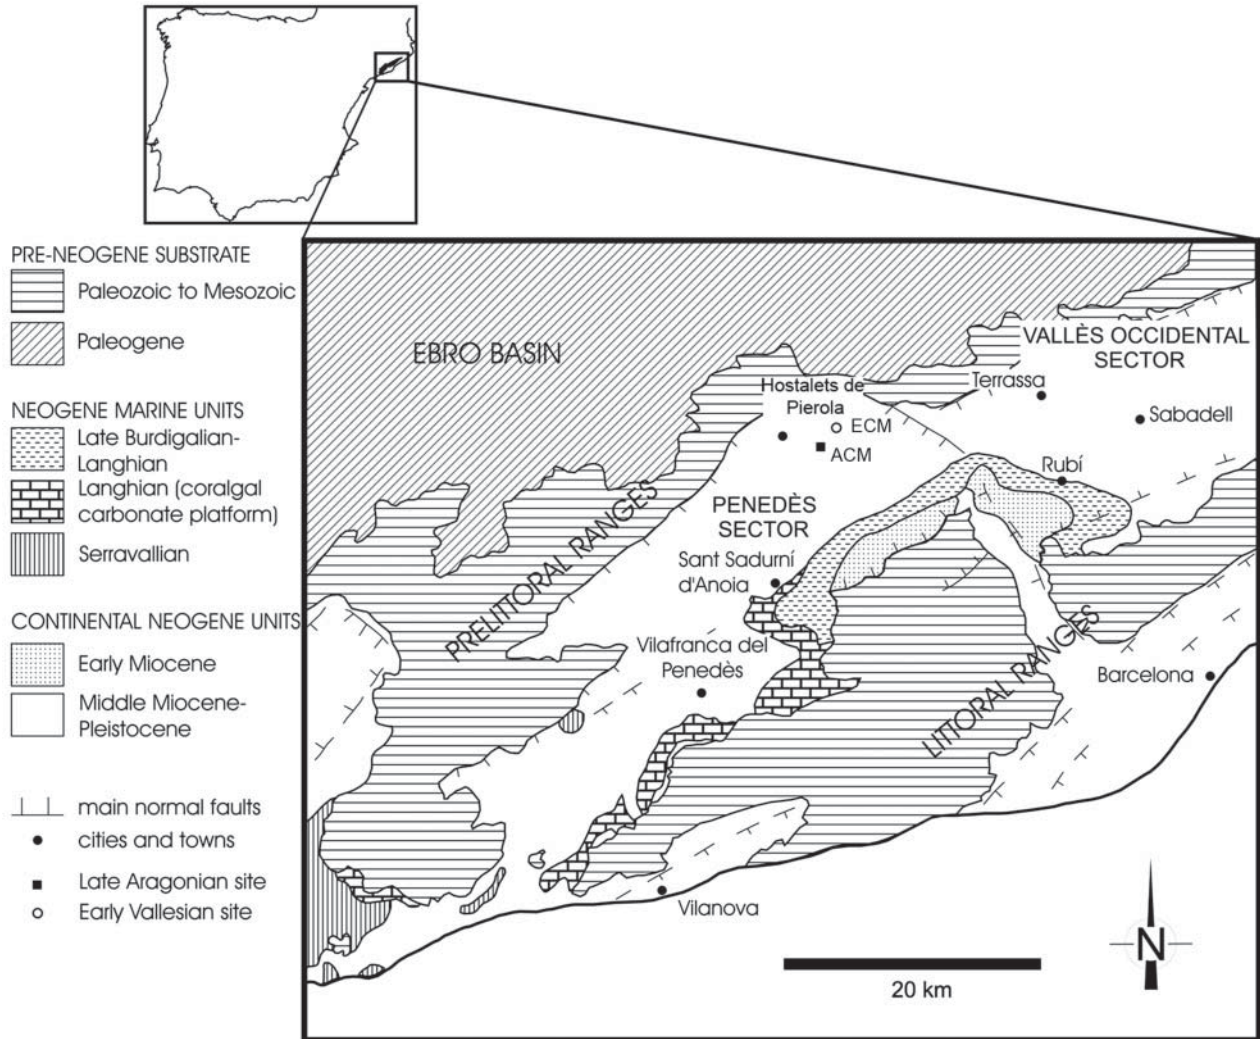 PRE-NEOGENE SUBSTRATE
Paleozoic to Mesozoic
Paleogene
NEOGENE MARINE UNITS
Late Burdigalian-
Langhian
Langhian (coralgal
carbonate platform)
Serravallian
CONTINENTAL NEOGENE UNITS
Early Miocene
Middle Miocene-
Pleistocene
main normal faults
cities and towns
Late Aragonian site
Early Vallesian site
EBRO BASIN
VALLÈS OCCIDENTAL
SECTOR
Terrassa
Sabadell
Hostalets de
Pierola
ECM
ACM
Rubí
PENEDÈS
SECTOR
Sant Sadurní
d'Anoia
PRELITTORAL RANGES
Vilafranca del
Penedès
LITTORAL RANGES
Barcelona
Vilanova
N
20 km